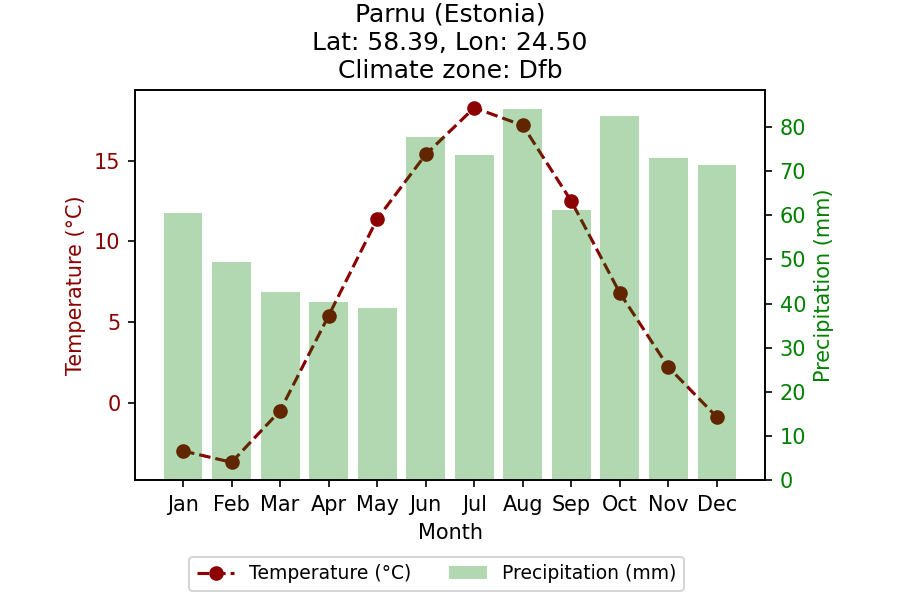 Parnu (Estonia)
Lat: 58.39, Lon: 24.50
Climate zone: Dfb
Temperature (°C)
15
10
5
0
80
70
60
50
40
30
20
10
0
Precipitation (mm)
Jan Feb Mar Apr May Jun Jul Aug Sep Oct Nov Dec
Month
Temperature (°C) Precipitation (mm)